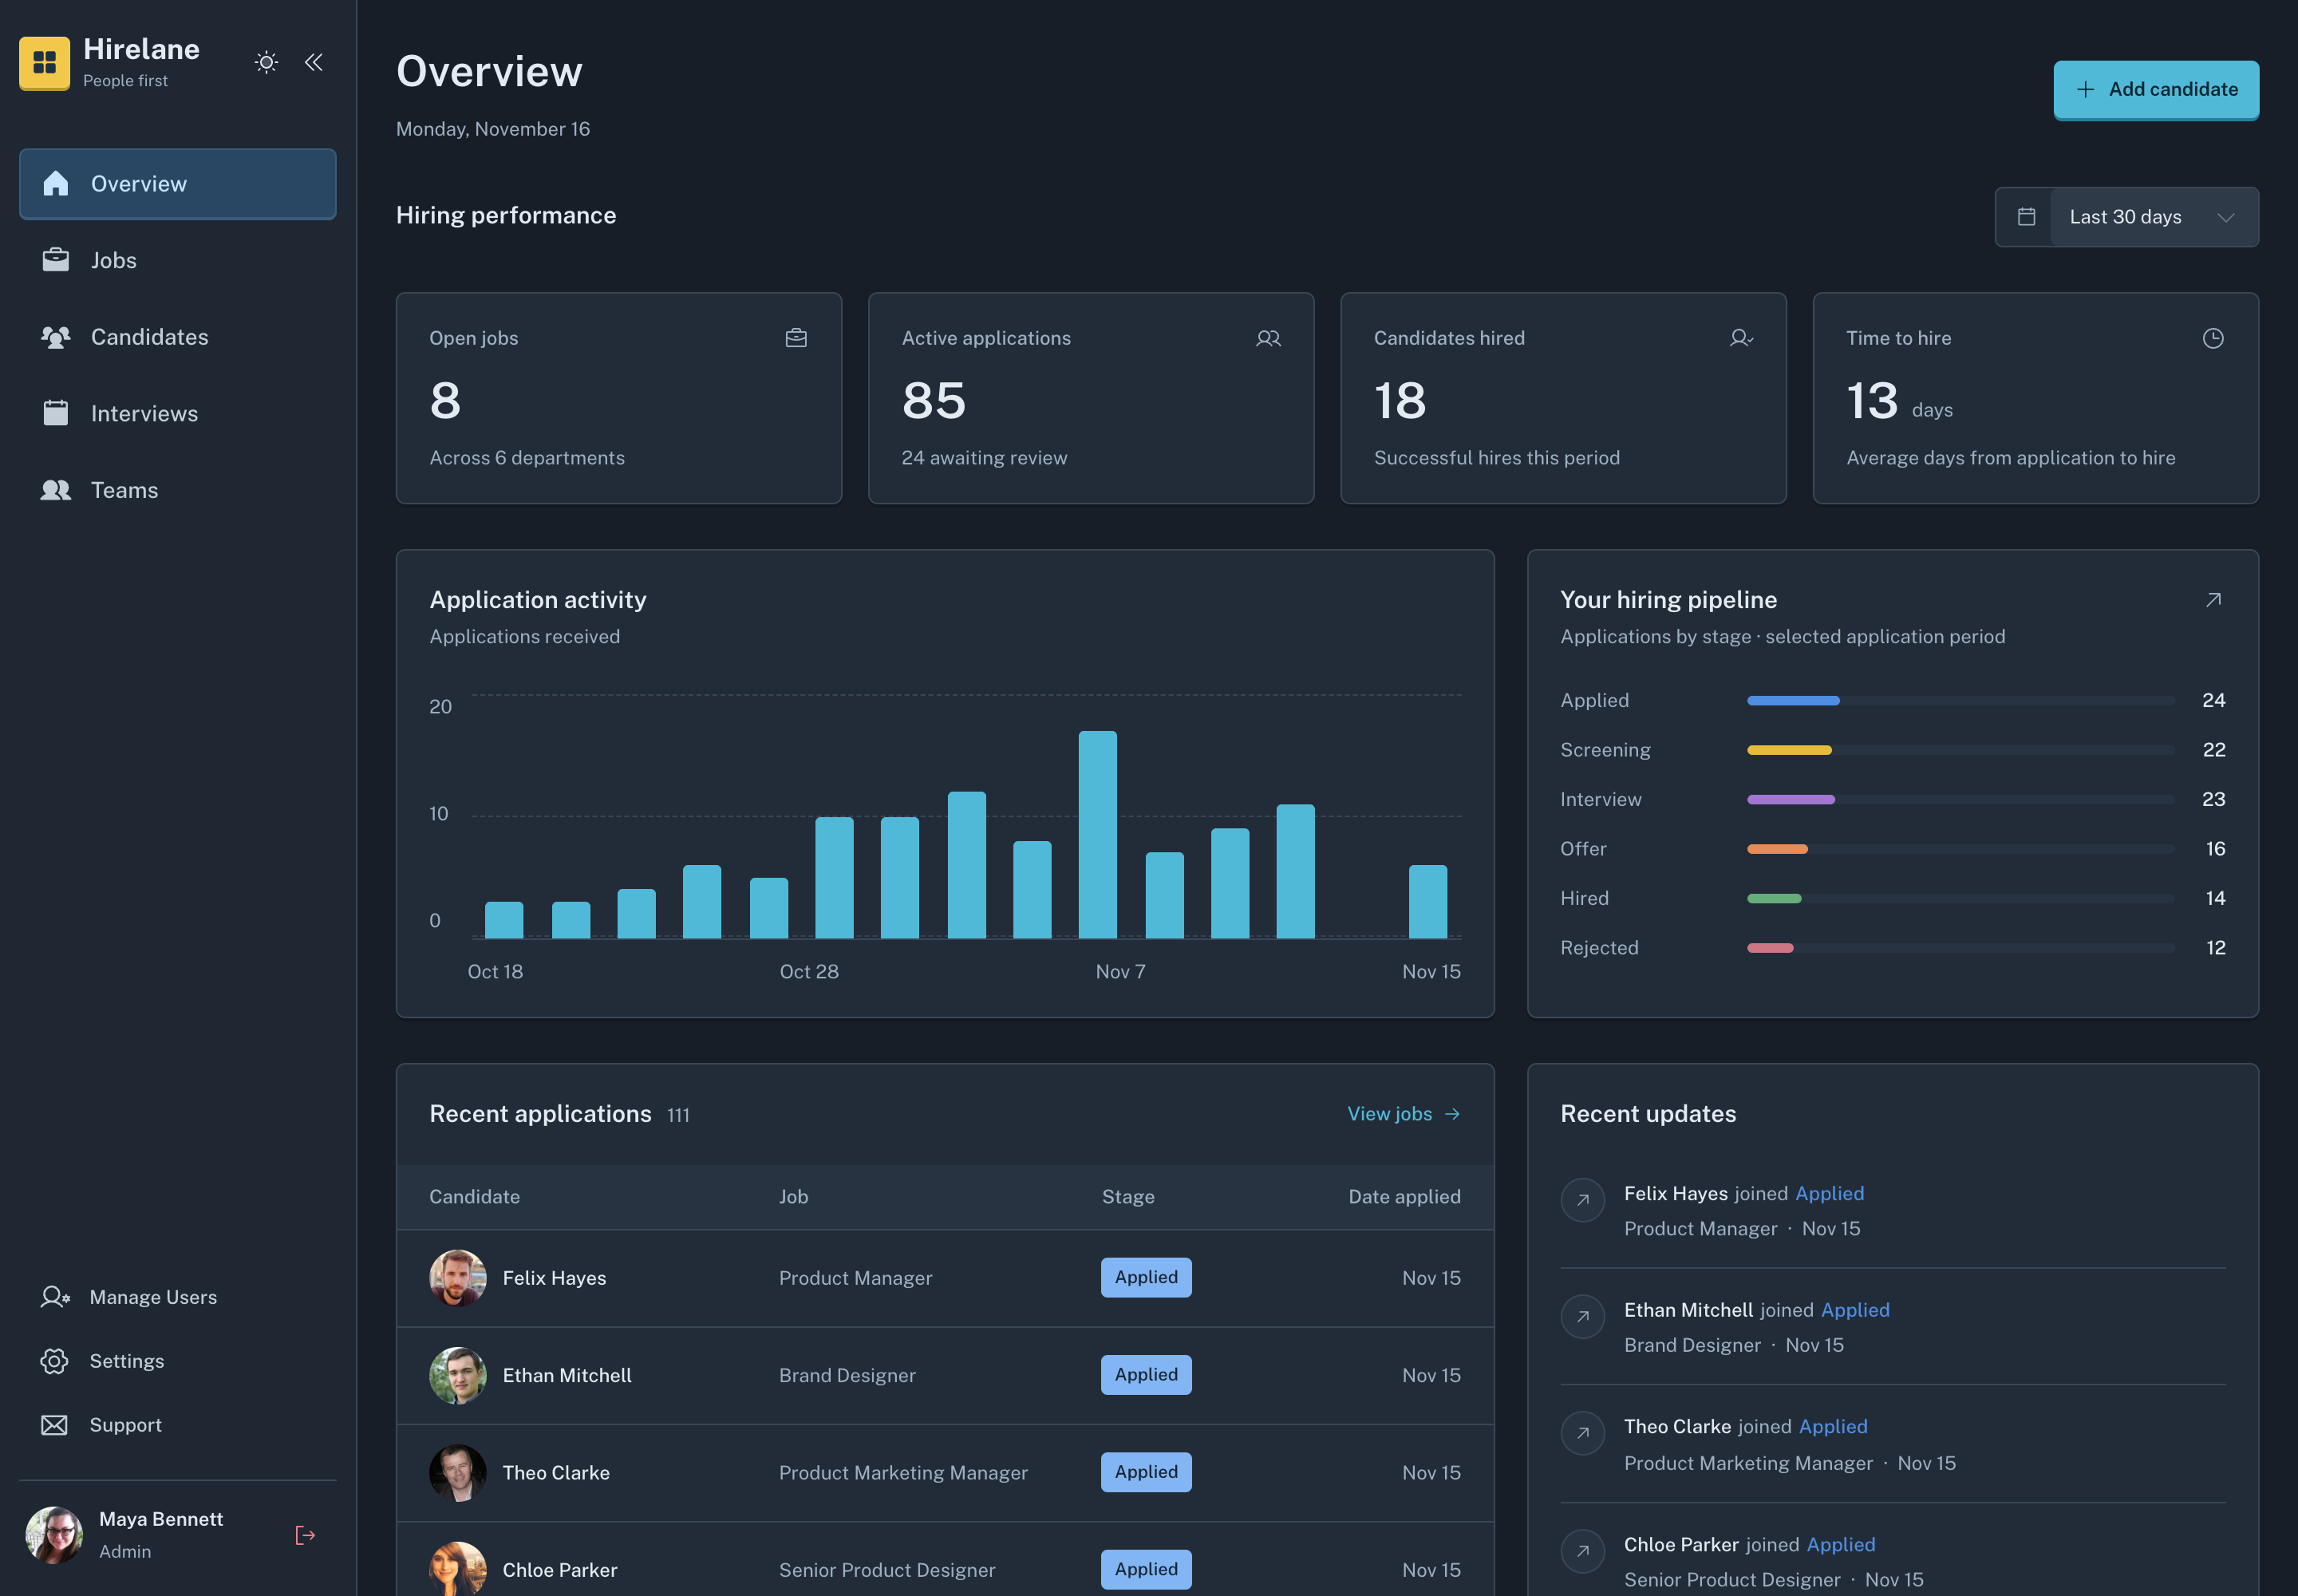 Hirelane
People first
Overview
Jobs
Candidates
Interviews
Teams
Manage Users
Settings
Support
Maya Bennett
Admin
Overview
Monday, November 16
Add candidate
Hiring performance
Last 30 days
Open jobs
8
Across 6 departments
Active applications
85
24 awaiting review
Candidates hired
18
Successful hires this period
Time to hire
13 days
Average days from application to hire
Application activity
Applications received
20
10
0
Oct 18 Oct 28 Nov 7 Nov 15
Your hiring pipeline
Applications by stage · selected application period
Applied 24
Screening 22
Interview 23
Offer 16
Hired 14
Rejected 12
Recent applications 111
View jobs →
Candidate Job Stage Date applied
Felix Hayes Product Manager Applied Nov 15
Ethan Mitchell Brand Designer Applied Nov 15
Theo Clarke Product Marketing Manager Applied Nov 15
Chloe Parker Senior Product Designer Applied Nov 15
Recent updates
Felix Hayes joined Applied
Product Manager · Nov 15
Ethan Mitchell joined Applied
Brand Designer · Nov 15
Theo Clarke joined Applied
Product Marketing Manager · Nov 15
Chloe Parker joined Applied
Senior Product Designer · Nov 15